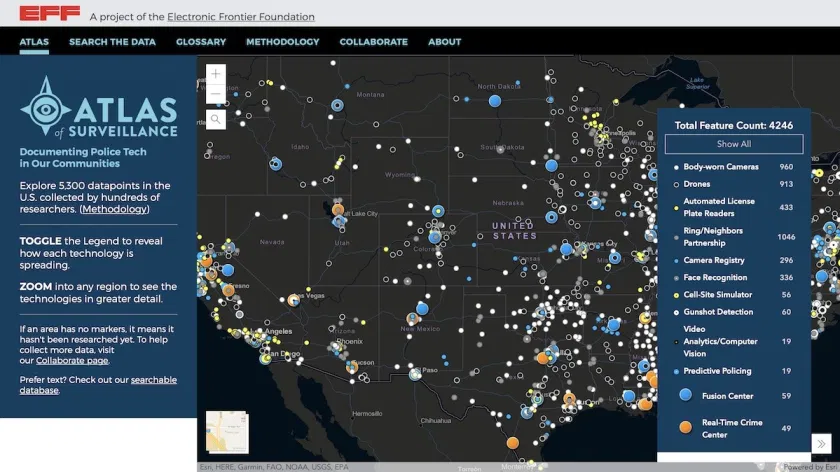 EFF A project of the Electronic Frontier Foundation
ATLAS SEARCH THE DATA GLOSSARY METHODOLOGY COLLABORATE ABOUT
ATLAS
of SURVEILLANCE
Documenting Police Tech
in Our Communities
Explore 5,300 datapoints in the
U.S. collected by hundreds of
researchers. (Methodology)
TOGGLE the Legend to reveal
how each technology is
spreading.
ZOOM into any region to see the
technologies in greater detail.
If an area has no markers, it means it
hasn't been researched yet. To help
collect more data, visit
our Collaborate page.
Prefer text? Check out our searchable
database.
+
−
Montana
North Dakota
Lake
Superior
South Dakota
Wyoming
Nebraska
Salt Lake City
Nevada
Utah
UNITED
STATES
Fresno
Las Vegas
Los Angeles
San Diego
Arizona
Phoenix
Tucson
New Mexico
El Paso
Hermosillo
Chihuahua
Houston
Torreón
Monterrey
Total Feature Count: 4246
Show All
Body-worn Cameras 960
Drones 913
Automated License
Plate Readers 433
Ring/Neighbors
Partnership 1046
Camera Registry 296
Face Recognition 336
Cell-Site Simulator 56
Gunshot Detection 60
Video
Analytics/Computer
Vision 19
Predictive Policing 19
Fusion Center 59
Real-Time Crime
Center 49
Esri, HERE, Garmin, FAO, NOAA, USGS, EPA
Powered by Esri